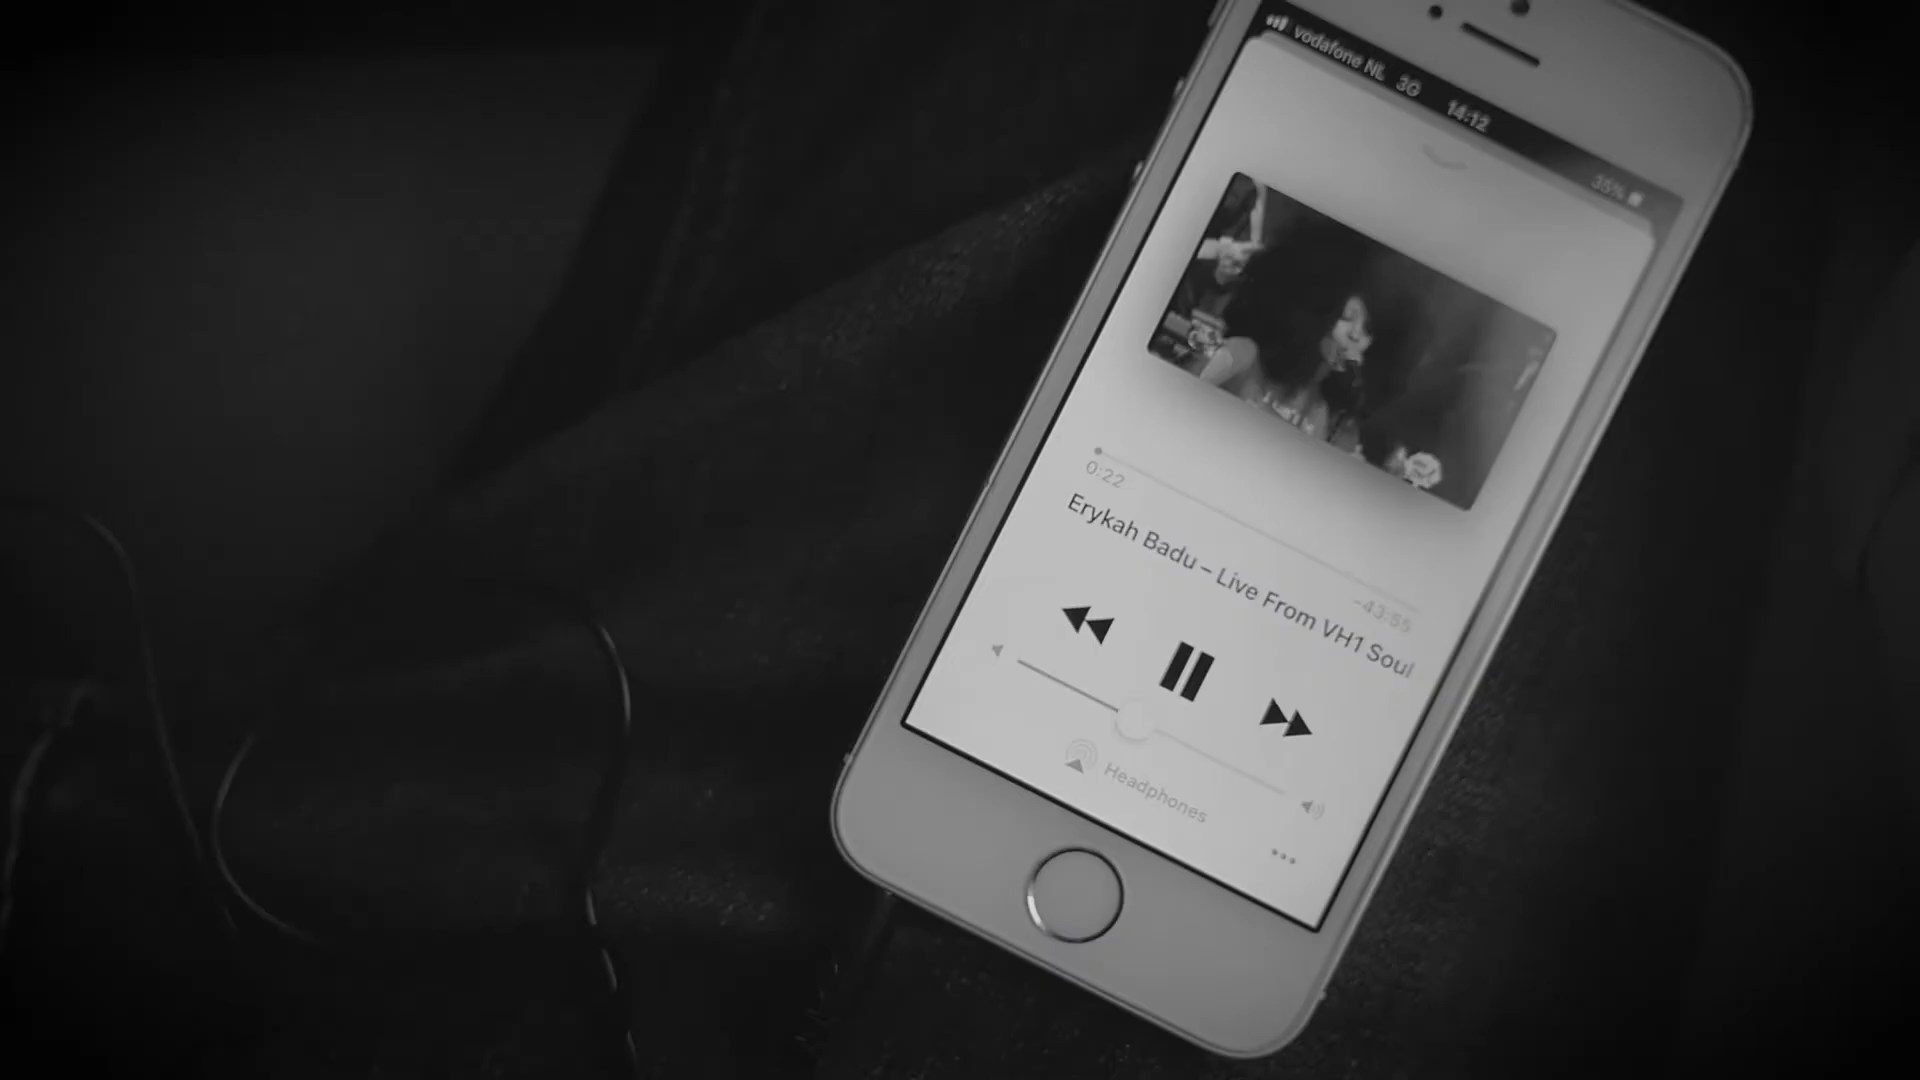 vodafone NL 3G 14:12 35%
0:22 -43:55
Erykah Badu – Live From VH1 Soul
Headphones